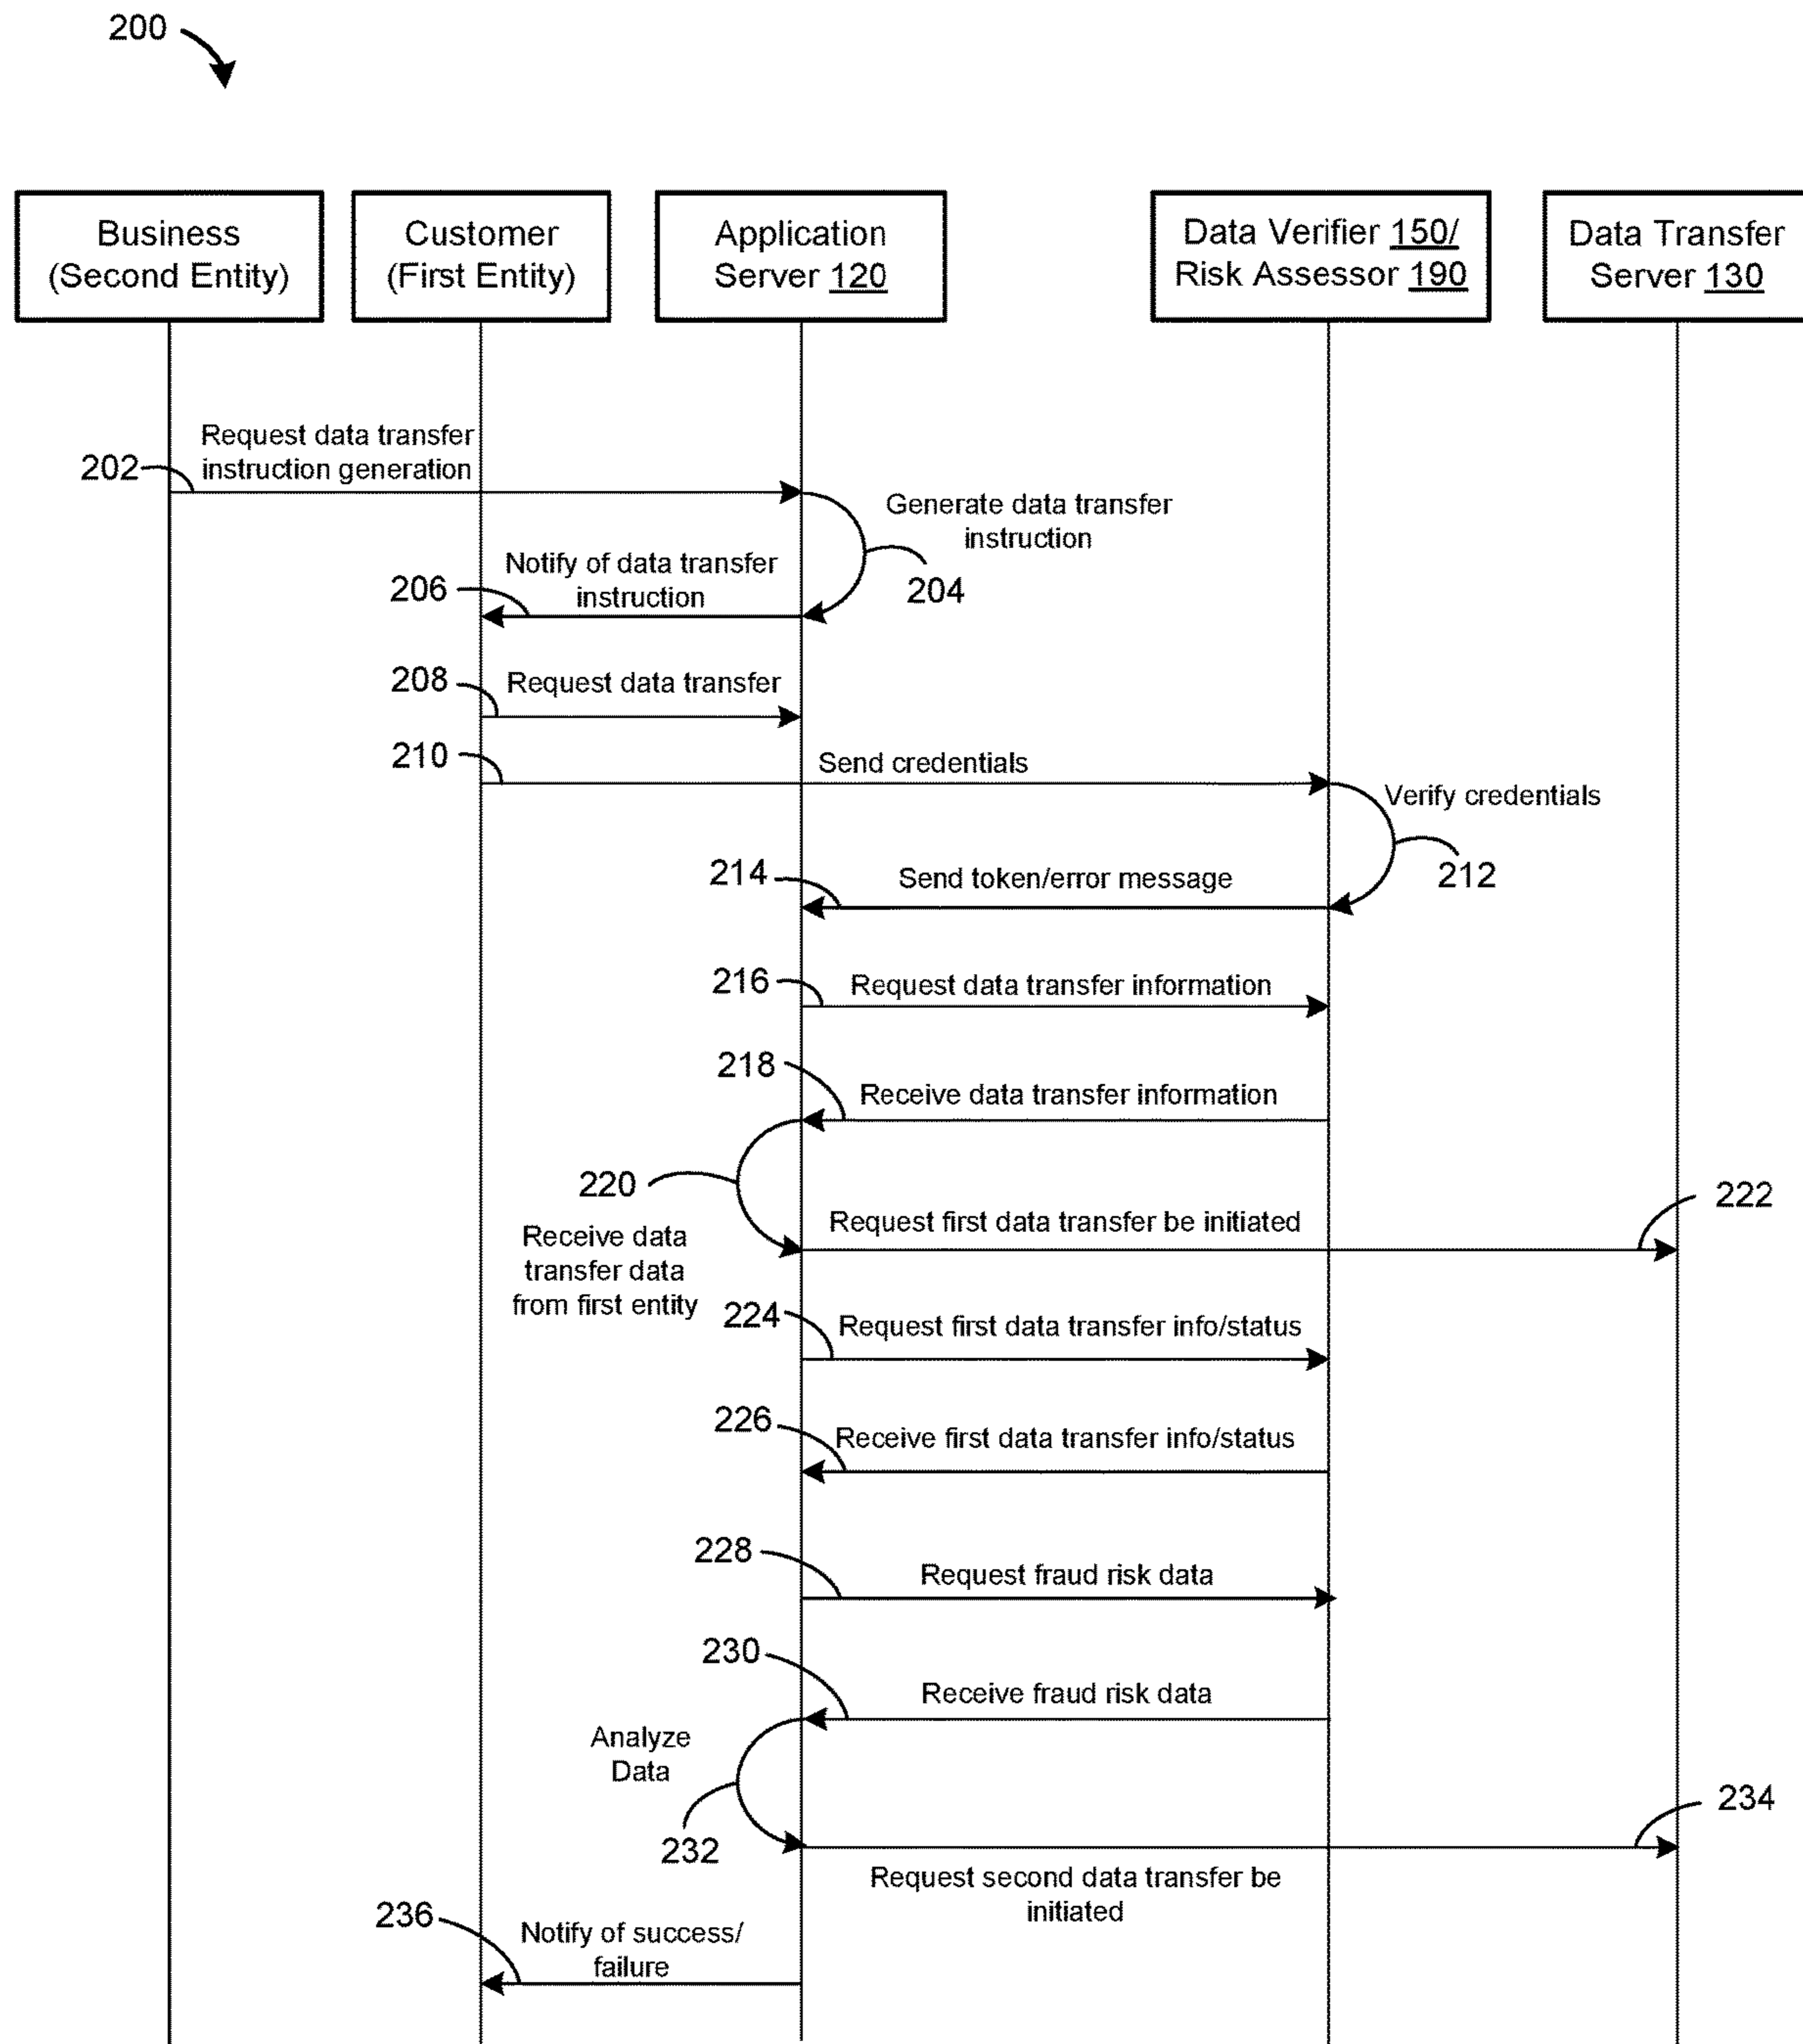 200
Business
(Second Entity)
Customer
(First Entity)
Application
Server 120
Data Verifier 150/
Risk Assessor 190
Data Transfer
Server 130
Request data transfer
instruction generation
202
Generate data transfer
instruction
204
Notify of data transfer
instruction
206
208
Request data transfer
210
Send credentials
Verify credentials
212
214
Send token/error message
216
Request data transfer information
218
Receive data transfer information
220
Receive data
transfer data
from first entity
Request first data transfer be initiated
222
224
Request first data transfer info/status
226
Receive first data transfer info/status
228
Request fraud risk data
230
Receive fraud risk data
Analyze
Data
232
234
Request second data transfer be
initiated
236
Notify of success/
failure